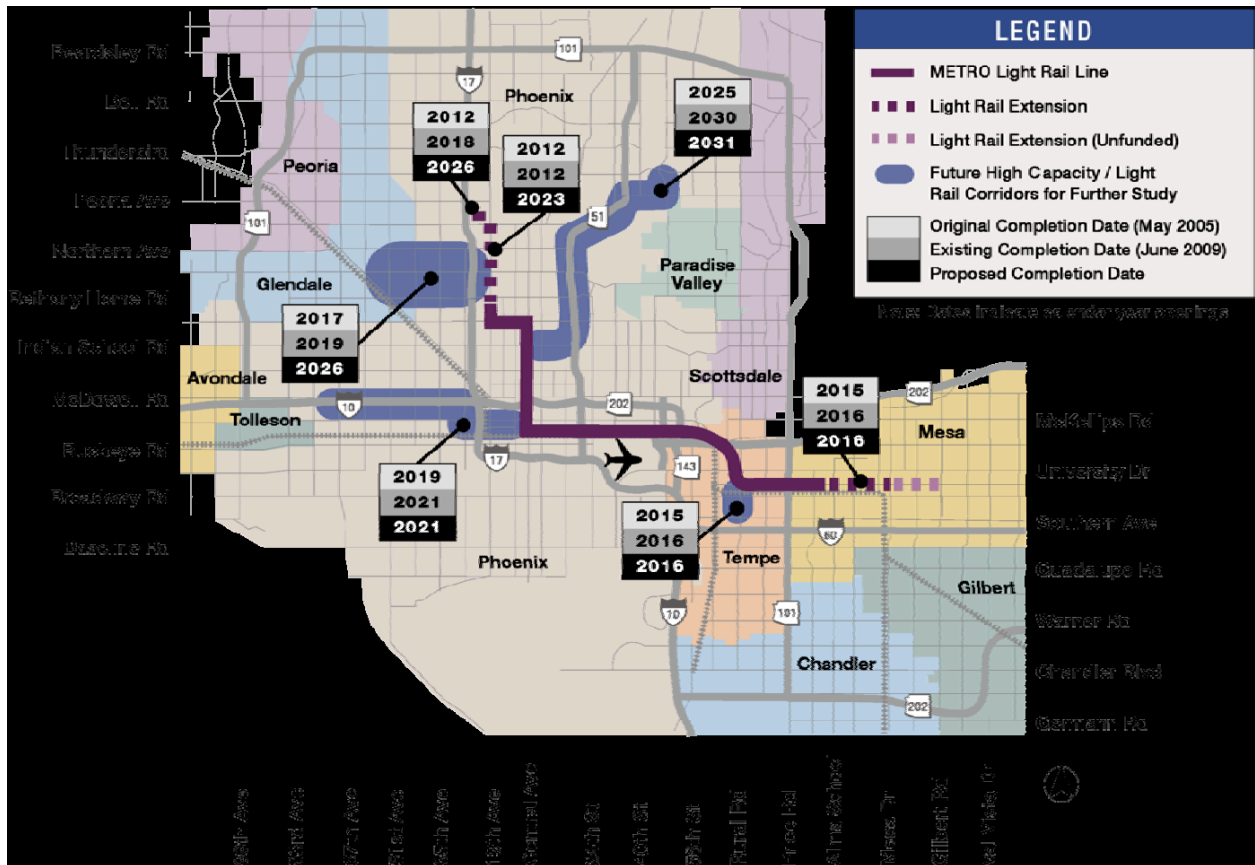 LEGEND
METRO Light Rail Line
Light Rail Extension
Light Rail Extension (Unfunded)
Future High Capacity / Light
Rail Corridors for Further Study
Original Completion Date (May 2005)
Existing Completion Date (June 2009)
Proposed Completion Date
Beardsley Rd
Bell Rd
Thunderbird
Peoria Ave
Northern Ave
Bethany Home Rd
Indian School Rd
McDowell Rd
Buckeye Rd
Broadway Rd
Baseline Rd
101
17
Phoenix
2012
2018
2026
2012
2012
2023
2025
2030
2031
Peoria
101
51
Glendale
Paradise
Valley
2017
2019
2026
Avondale
Tolleson
10
202
Scottsdale
2015
2016
2016
202
Mesa
17
143
2019
2021
2021
2015
2016
2016
60
Phoenix
Tempe
Gilbert
10
101
Chandler
202
McKellips Rd
University Dr
Southern Ave
Guadalupe Rd
Warner Rd
Chandler Blvd
Germann Rd
83rd Ave
67th Ave
51st Ave
19th Ave
Central Ave
40th St
Rural Rd
Price Rd
Alma School
Mesa Dr
Gilbert Rd
Val Vista Dr